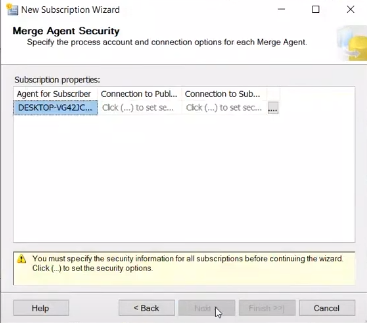 New Subscription Wizard
Merge Agent Security
Specify the process account and connection options for each Merge Agent.
Subscription properties:
Agent for Subscriber Connection to Publ... Connection to Sub...
DESKTOP-VG42JC... Click (...) to set se... Click (...) to set sec... ...
You must specify the security information for all subscriptions before continuing the wizard.
Click (...) to set the security options.
Help < Back Next > Finish >>| Cancel